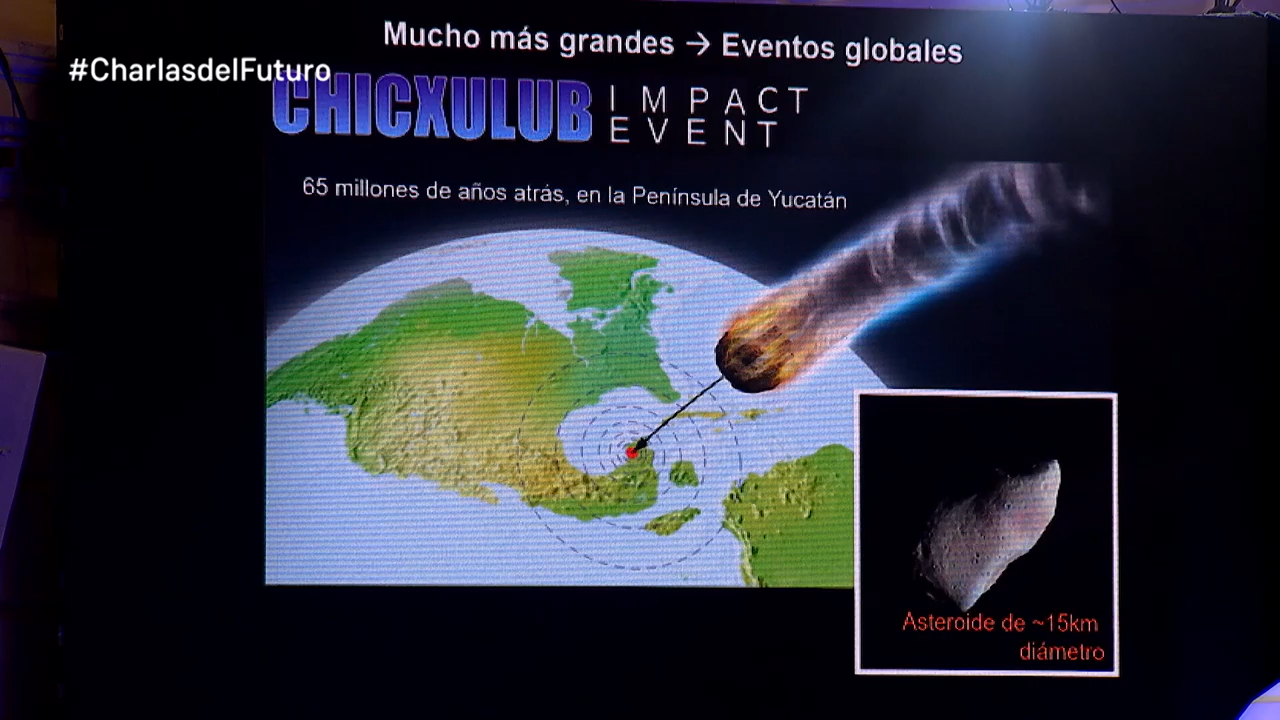 Mucho más grandes → Eventos globales
#CharlasdelFuturo
CHICXULUB IMPACT
EVENT
65 millones de años atrás, en la Península de Yucatán
Asteroide de ~15km
diámetro